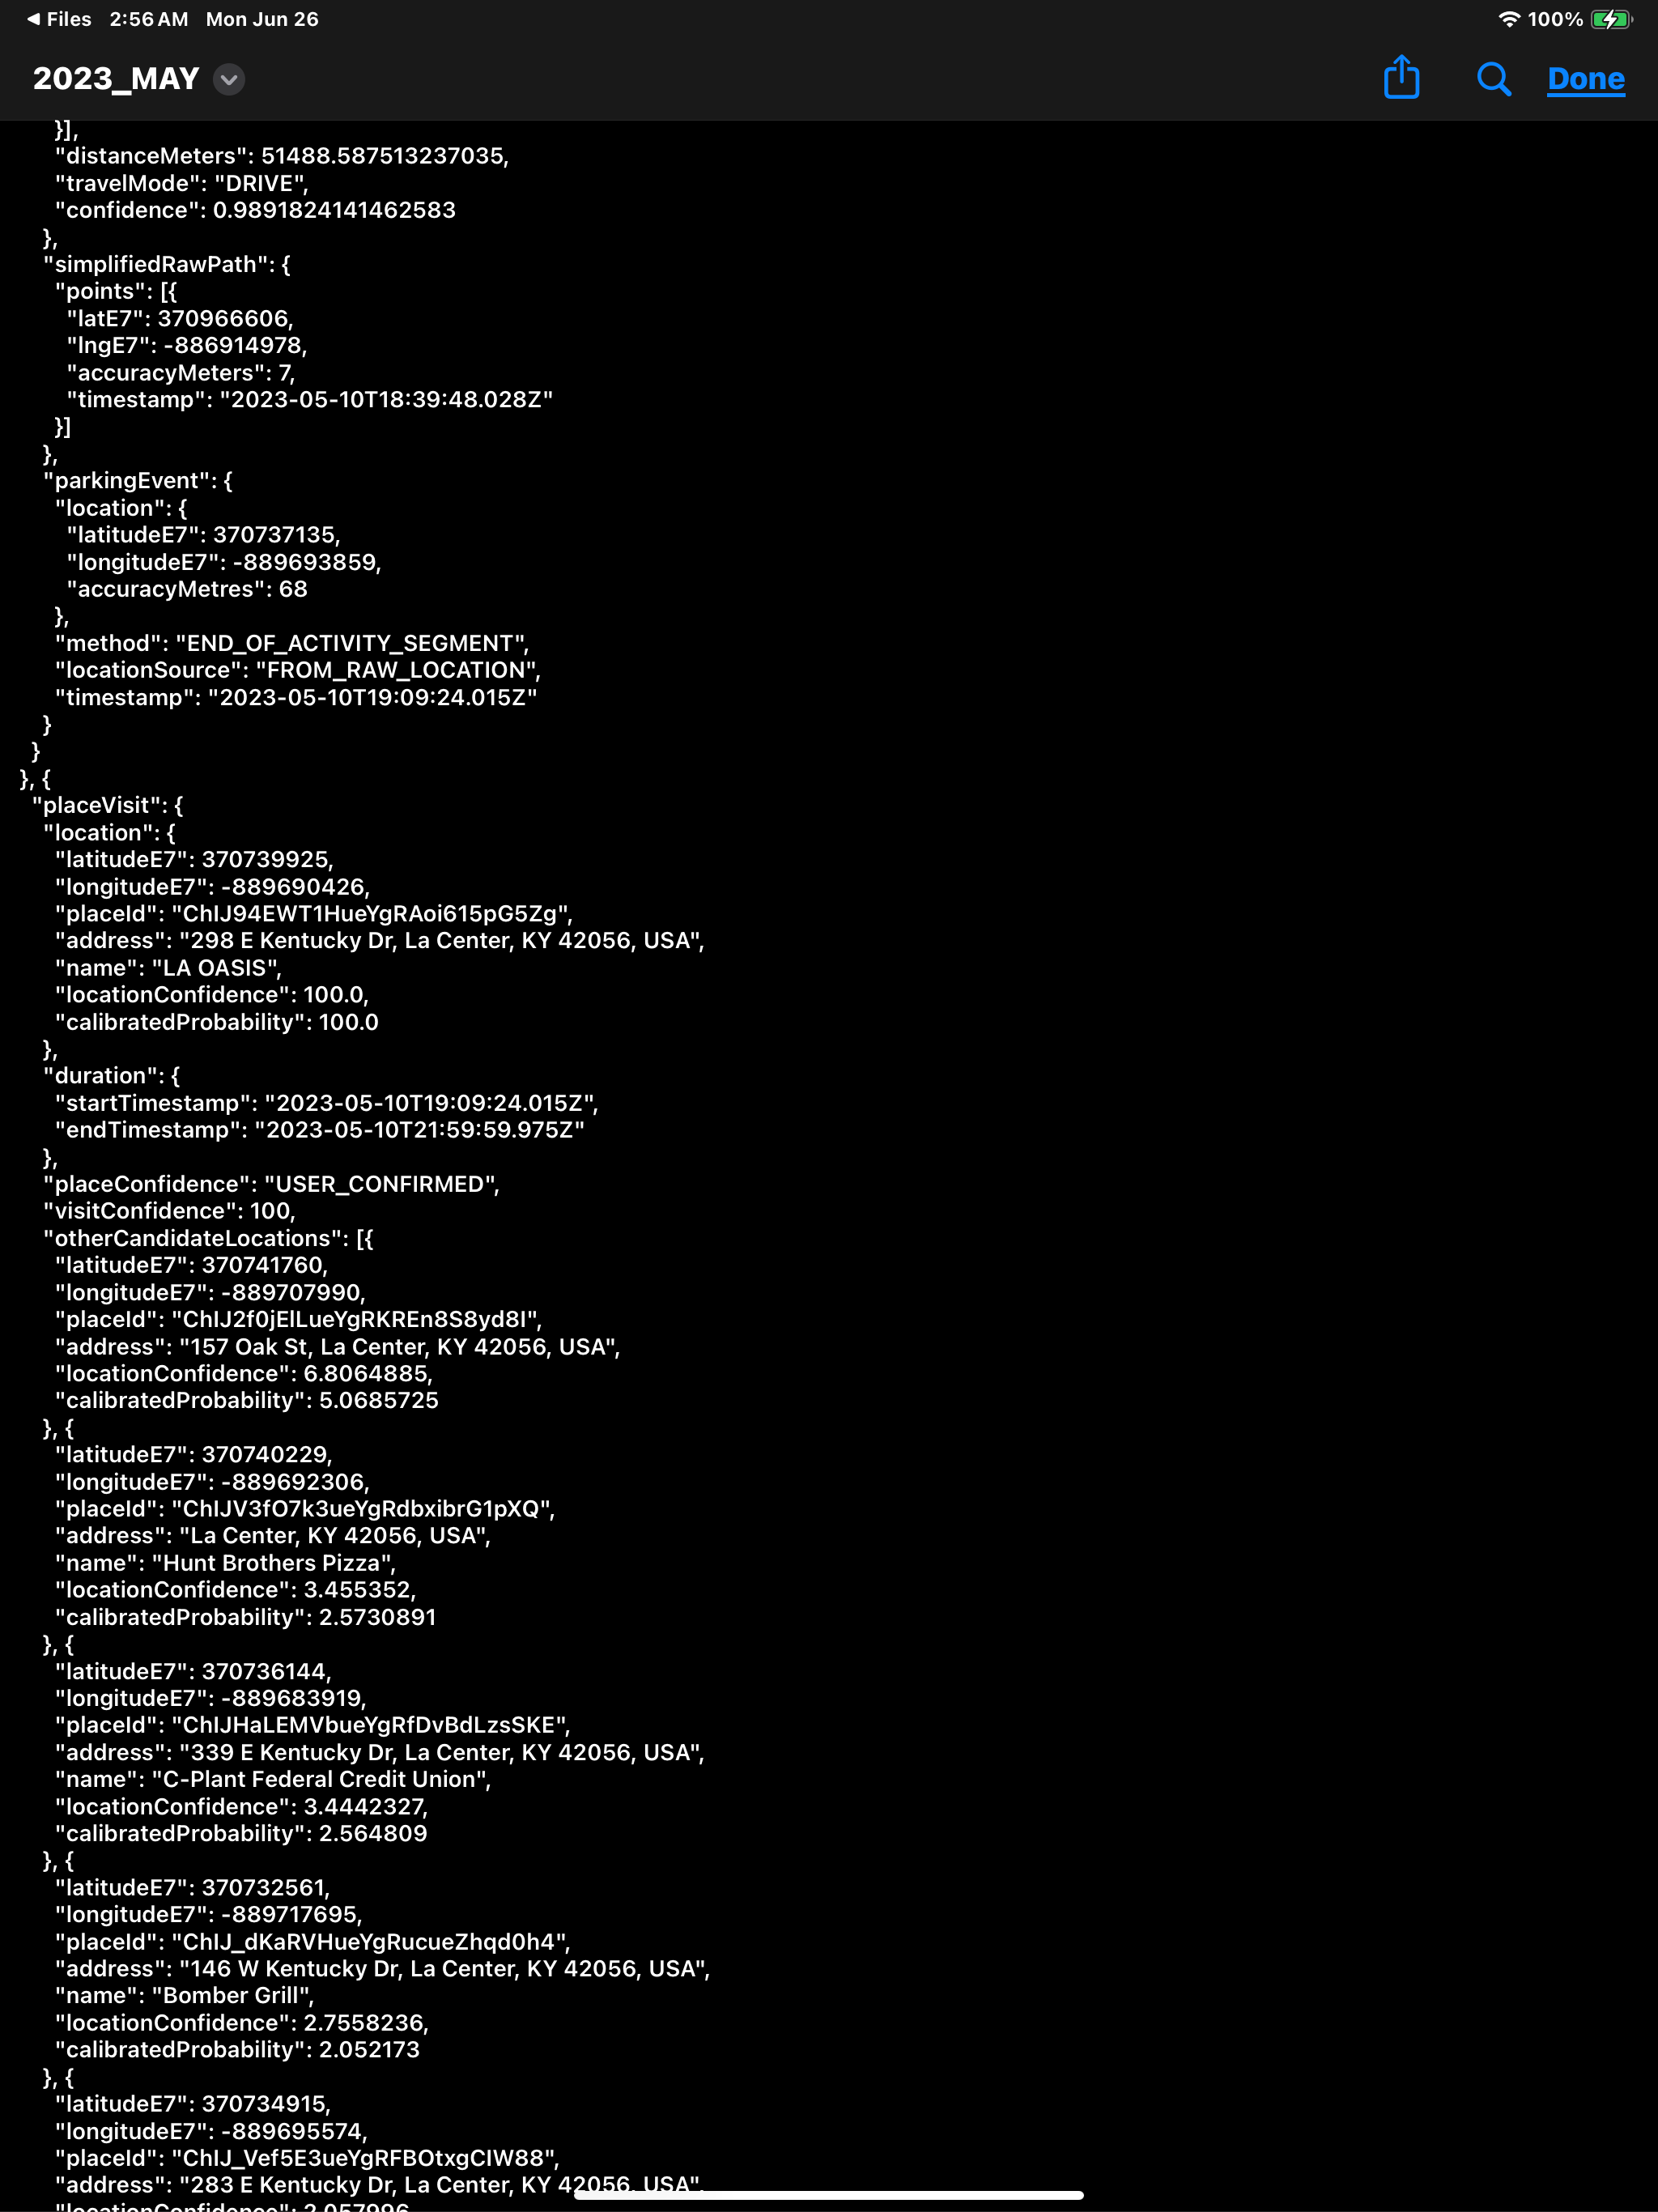 Files 2:56 AM Mon Jun 26 100%
2023_MAY Done
}],
"distanceMeters": 51488.587513237035,
"travelMode": "DRIVE",
"confidence": 0.9891824141462583
},
"simplifiedRawPath": {
"points": [{
"latE7": 370966606,
"lngE7": -886914978,
"accuracyMeters": 7,
"timestamp": "2023-05-10T18:39:48.028Z"
}]
},
"parkingEvent": {
"location": {
"latitudeE7": 370737135,
"longitudeE7": -889693859,
"accuracyMetres": 68
},
"method": "END_OF_ACTIVITY_SEGMENT",
"locationSource": "FROM_RAW_LOCATION",
"timestamp": "2023-05-10T19:09:24.015Z"
}
}
}, {
"placeVisit": {
"location": {
"latitudeE7": 370739925,
"longitudeE7": -889690426,
"placeId": "ChIJ94EWT1HueYgRAoi615pG5Zg",
"address": "298 E Kentucky Dr, La Center, KY 42056, USA",
"name": "LA OASIS",
"locationConfidence": 100.0,
"calibratedProbability": 100.0
},
"duration": {
"startTimestamp": "2023-05-10T19:09:24.015Z",
"endTimestamp": "2023-05-10T21:59:59.975Z"
},
"placeConfidence": "USER_CONFIRMED",
"visitConfidence": 100,
"otherCandidateLocations": [{
"latitudeE7": 370741760,
"longitudeE7": -889707990,
"placeId": "ChIJ2f0jElLueYgRKREn8S8yd8I",
"address": "157 Oak St, La Center, KY 42056, USA",
"locationConfidence": 6.8064885,
"calibratedProbability": 5.0685725
}, {
"latitudeE7": 370740229,
"longitudeE7": -889692306,
"placeId": "ChIJV3fO7k3ueYgRdbxibrG1pXQ",
"address": "La Center, KY 42056, USA",
"name": "Hunt Brothers Pizza",
"locationConfidence": 3.455352,
"calibratedProbability": 2.5730891
}, {
"latitudeE7": 370736144,
"longitudeE7": -889683919,
"placeId": "ChIJHaLEMVbueYgRfDvBdLzsSKE",
"address": "339 E Kentucky Dr, La Center, KY 42056, USA",
"name": "C-Plant Federal Credit Union",
"locationConfidence": 3.4442327,
"calibratedProbability": 2.564809
}, {
"latitudeE7": 370732561,
"longitudeE7": -889717695,
"placeId": "ChIJ_dKaRVHueYgRucueZhqd0h4",
"address": "146 W Kentucky Dr, La Center, KY 42056, USA",
"name": "Bomber Grill",
"locationConfidence": 2.7558236,
"calibratedProbability": 2.052173
}, {
"latitudeE7": 370734915,
"longitudeE7": -889695574,
"placeId": "ChIJ_Vef5E3ueYgRFBOtxgCIW88",
"address": "283 E Kentucky Dr, La Center, KY 42056, USA",
"locationConfidence": 2.057996